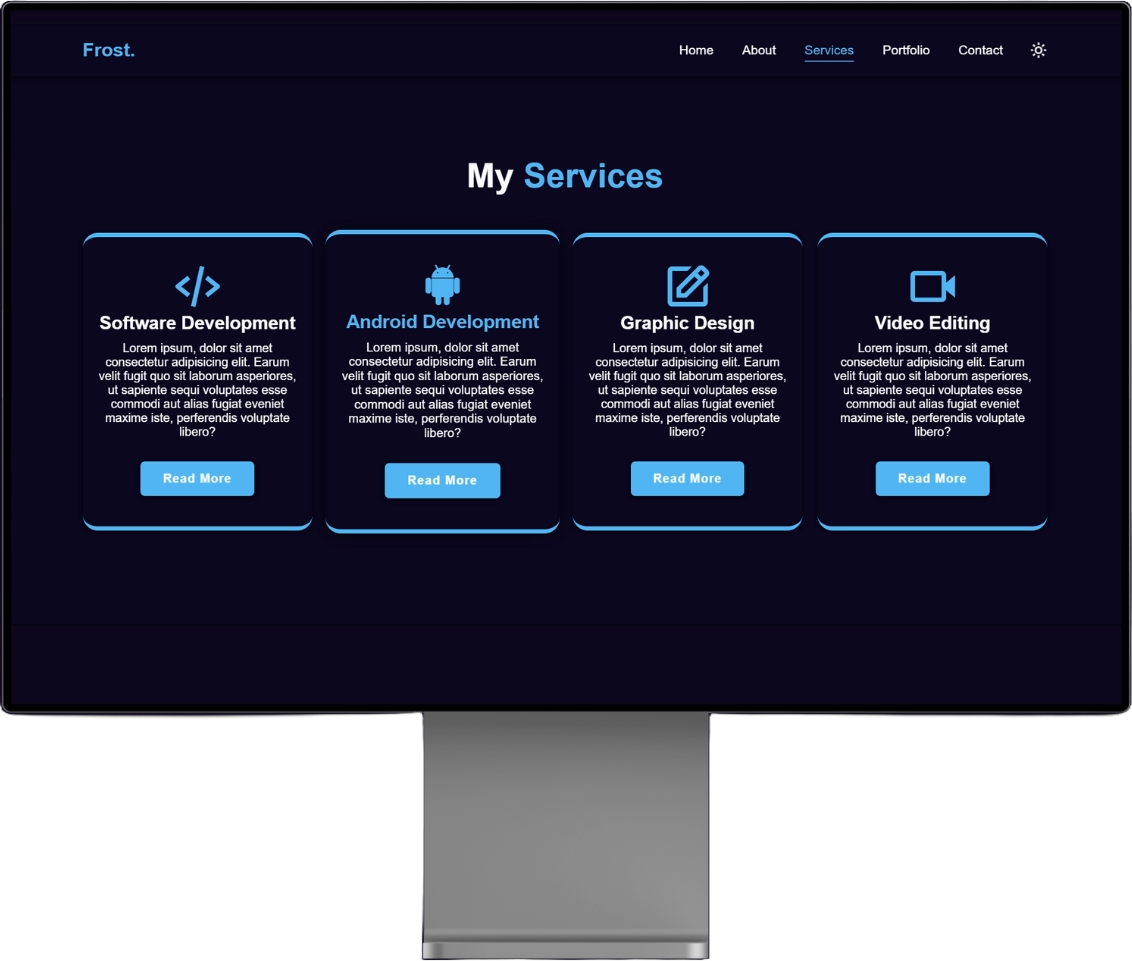 Frost.
Home About Services Portfolio Contact
My Services
Software Development
Lorem ipsum, dolor sit amet
consectetur adipisicing elit. Earum
velit fugit quo sit laborum asperiores,
ut sapiente sequi voluptates esse
commodi aut alias fugiat eveniet
maxime iste, perferendis voluptate
libero?
Read More
Android Development
Lorem ipsum, dolor sit amet
consectetur adipisicing elit. Earum
velit fugit quo sit laborum asperiores,
ut sapiente sequi voluptates esse
commodi aut alias fugiat eveniet
maxime iste, perferendis voluptate
libero?
Read More
Graphic Design
Lorem ipsum, dolor sit amet
consectetur adipisicing elit. Earum
velit fugit quo sit laborum asperiores,
ut sapiente sequi voluptates esse
commodi aut alias fugiat eveniet
maxime iste, perferendis voluptate
libero?
Read More
Video Editing
Lorem ipsum, dolor sit amet
consectetur adipisicing elit. Earum
velit fugit quo sit laborum asperiores,
ut sapiente sequi voluptates esse
commodi aut alias fugiat eveniet
maxime iste, perferendis voluptate
libero?
Read More